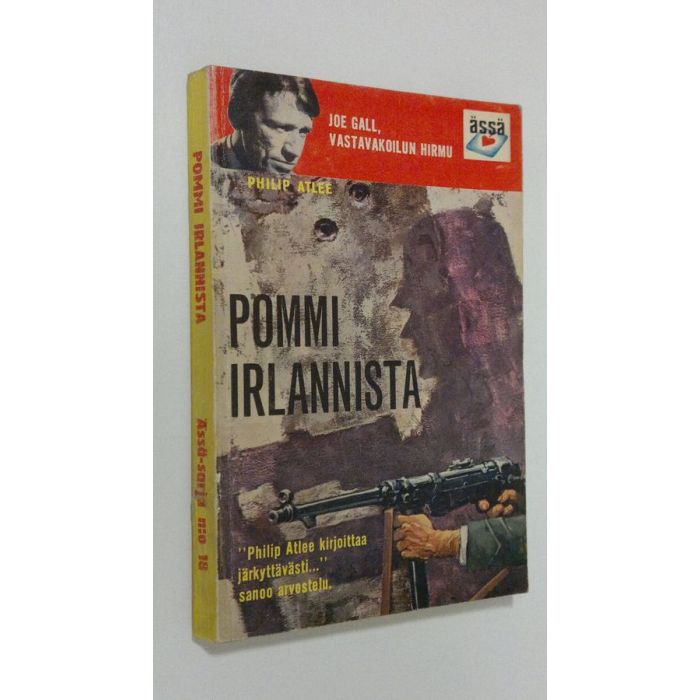 POMMI IRLANNISTA
Ässä-sarja n:o 18
JOE GALL,
VASTAVAKOILUN HIRMU
ässä
PHILIP ATLEE
POMMI
IRLANNISTA
"Philip Atlee kirjoittaa
järkyttävästi..."
sanoo arvostelu.